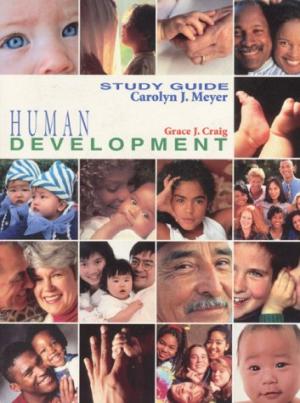 STUDY GUIDE
Carolyn J. Meyer
HUMAN
Grace J. Craig
DEVELOPMENT